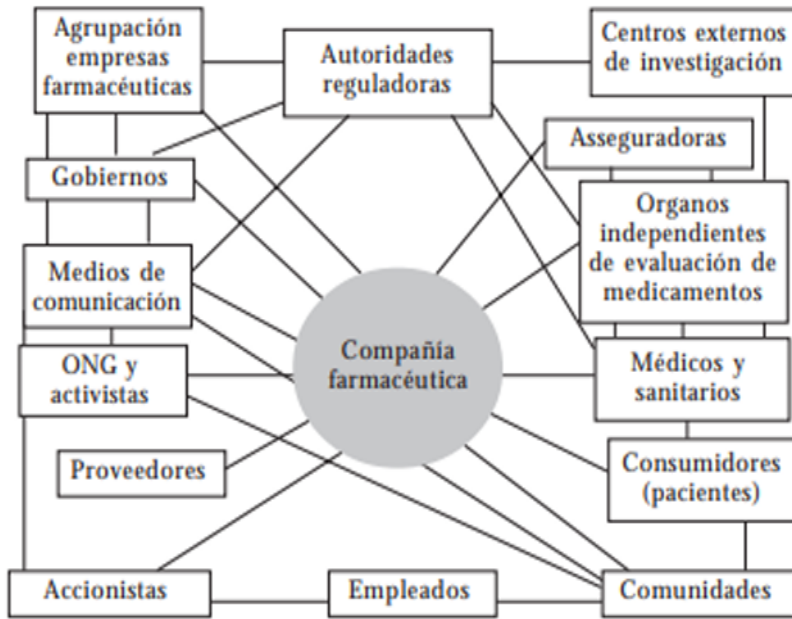 Agrupación
empresas
farmacéuticas
Autoridades
reguladoras
Centros externos
de investigación
Asseguradoras
Gobiernos
Organos
independientes
de evaluación de
medicamentos
Medios de
comunicación
Compañía
farmacéutica
ONG y
activistas
Médicos y
sanitarios
Proveedores
Consumidores
(pacientes)
Accionistas
Empleados
Comunidades